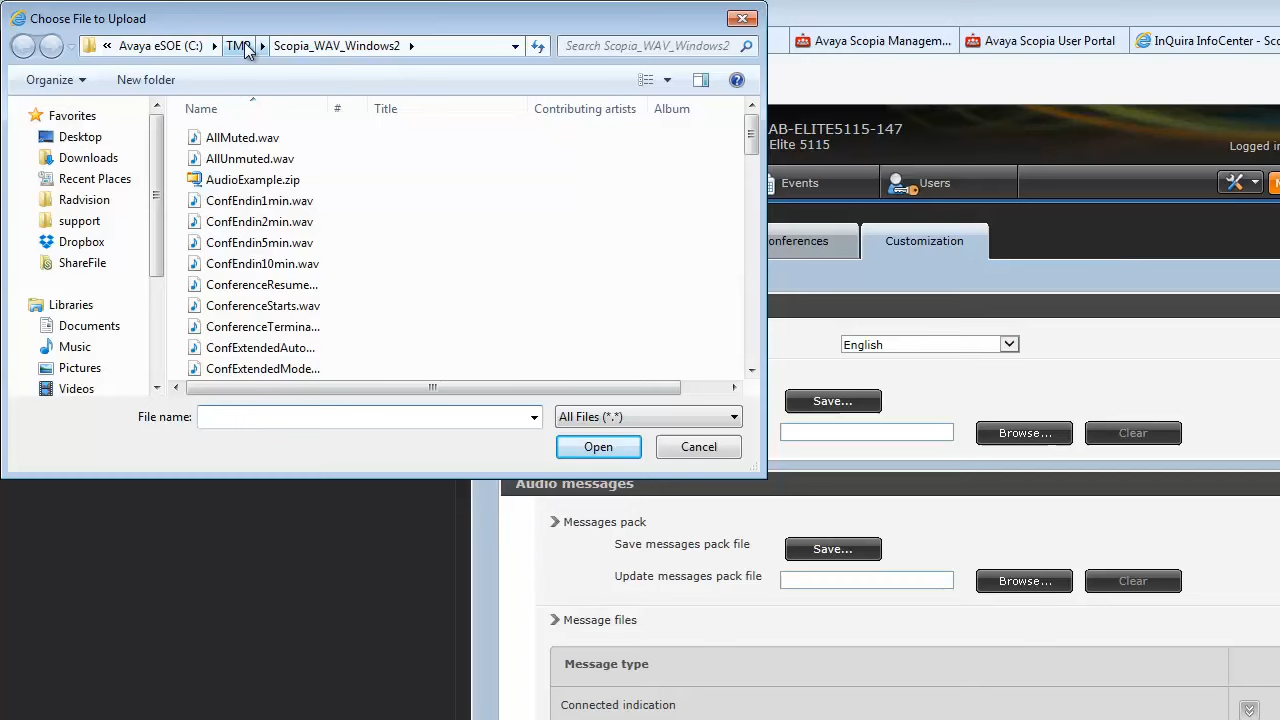 Choose File to Upload
« Avaya eSOE (C:) TMP Scopia_WAV_Windows2
Search Scopia_WAV_Windows2
Avaya Scopia Managem...
Avaya Scopia User Portal
InQuira InfoCenter - Sco
Organize
New folder
Favorites
Desktop
Downloads
Recent Places
Radvision
support
Dropbox
ShareFile
Libraries
Documents
Music
Pictures
Videos
Name # Title Contributing artists Album
AllMuted.wav
AllUnmuted.wav
AudioExample.zip
ConfEndin1min.wav
ConfEndin2min.wav
ConfEndin5min.wav
ConfEndin10min.wav
ConferenceResume...
ConferenceStarts.wav
ConferenceTermina...
ConfExtendedAuto...
ConfExtendedMode...
File name:
All Files (*.*)
Open
Cancel
AB-ELITE5115-147
Elite 5115
Logged in
Events
Users
onferences
Customization
English
Save...
Browse...
Clear
Audio messages
Messages pack
Save messages pack file
Save...
Update messages pack file
Browse...
Clear
Message files
Message type
Connected indication